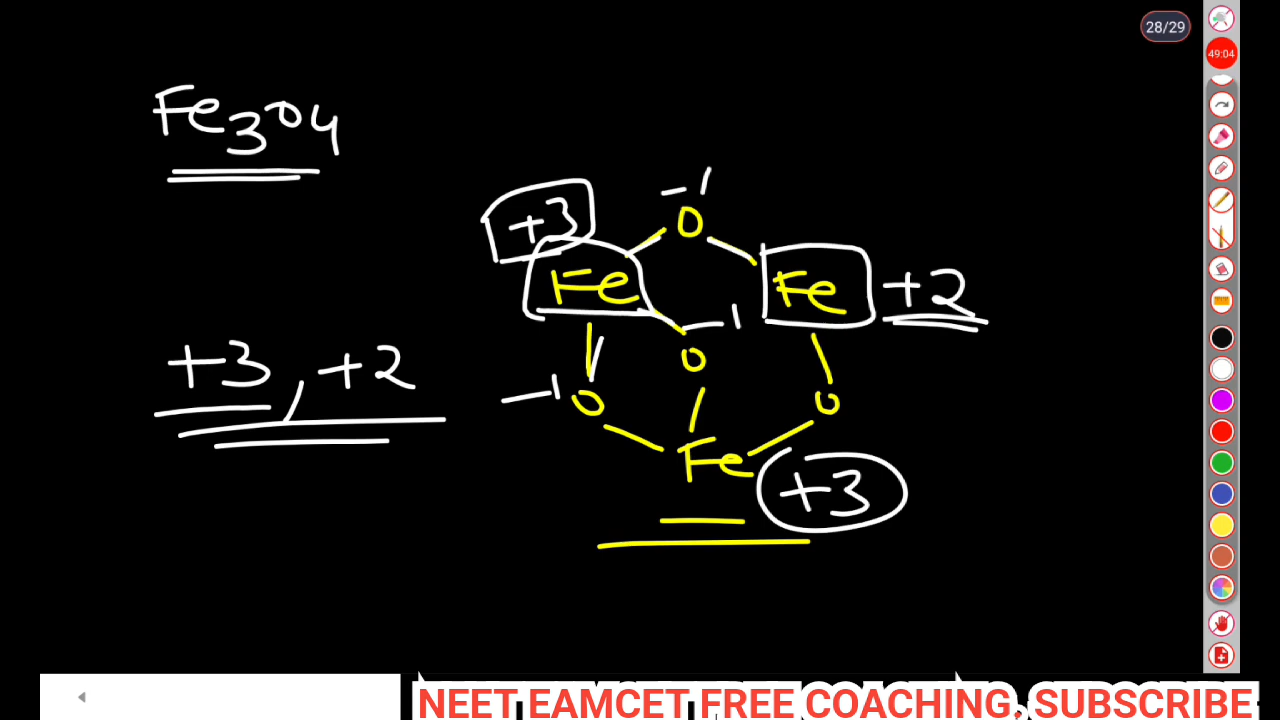 28/29
49:04
Fe3O4
-1
+3
O
Fe
Fe
+2
-1
O
+3, +2
-1
O
O
Fe
+3
NEET EAMCET FREE COACHING, SUBSCRIBE